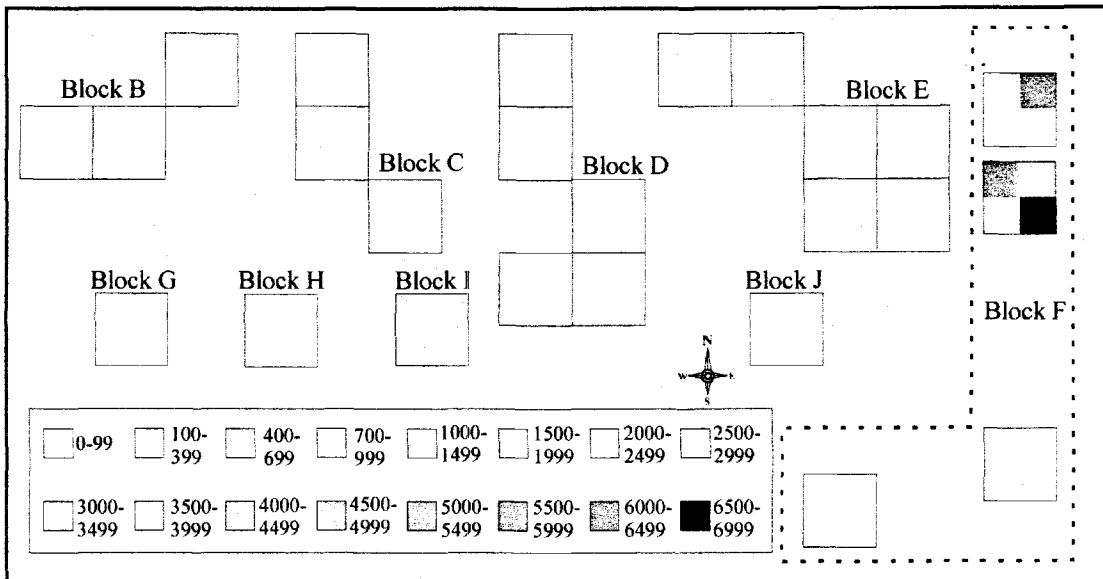 Block B
Block E
Block C
Block D
Block G
Block H
Block I
Block J
Block F
N
W
E
S
0-99
100-
399
400-
699
700-
999
1000-
1499
1500-
1999
2000-
2499
2500-
2999
3000-
3499
3500-
3999
4000-
4499
4500-
4999
5000-
5499
5500-
5999
6000-
6499
6500-
6999